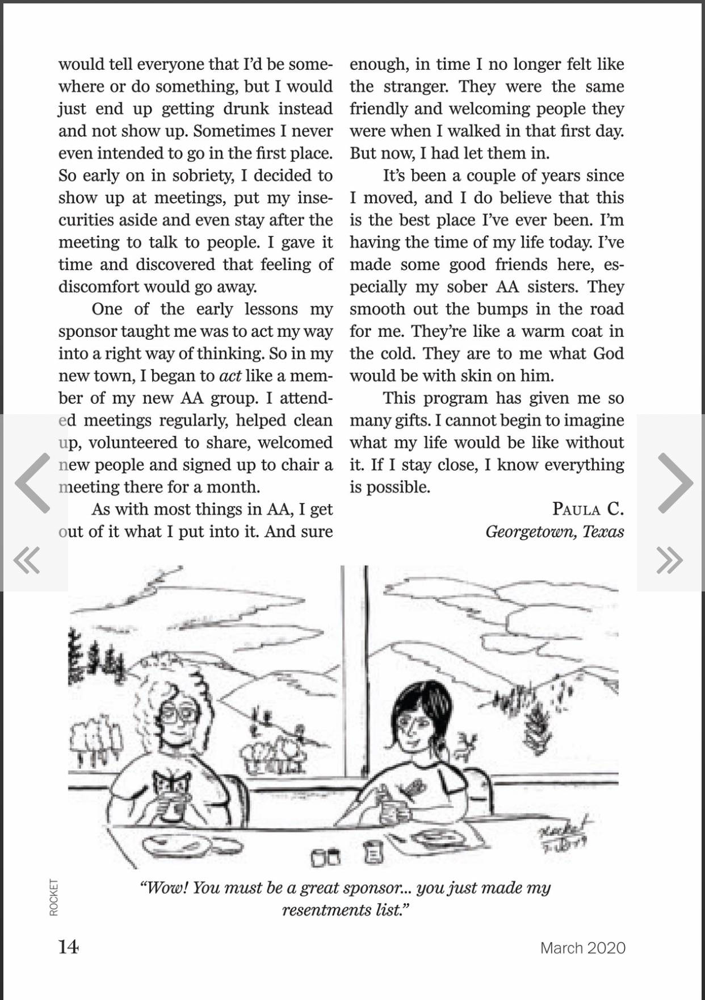 would tell everyone that I’d be some-
where or do something, but I would
just end up getting drunk instead
and not show up. Sometimes I never
even intended to go in the first place.
So early on in sobriety, I decided to
show up at meetings, put my inse-
curities aside and even stay after the
meeting to talk to people. I gave it
time and discovered that feeling of
discomfort would go away.
One of the early lessons my
sponsor taught me was to act my way
into a right way of thinking. So in my
new town, I began to act like a mem-
ber of my new AA group. I attend-
ed meetings regularly, helped clean
up, volunteered to share, welcomed
new people and signed up to chair a
meeting there for a month.
As with most things in AA, I get
out of it what I put into it. And sure
enough, in time I no longer felt like
the stranger. They were the same
friendly and welcoming people they
were when I walked in that first day.
But now, I had let them in.
It’s been a couple of years since
I moved, and I do believe that this
is the best place I’ve ever been. I’m
having the time of my life today. I’ve
made some good friends here, es-
pecially my sober AA sisters. They
smooth out the bumps in the road
for me. They’re like a warm coat in
the cold. They are to me what God
would be with skin on him.
This program has given me so
many gifts. I cannot begin to imagine
what my life would be like without
it. If I stay close, I know everything
is possible.
PAULA C.
Georgetown, Texas
Rocket
ROCKET
“Wow! You must be a great sponsor... you just made my
resentments list.”
14
March 2020